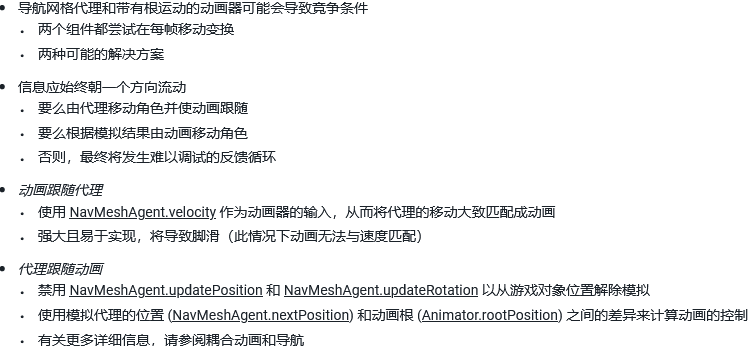 导航网格代理和带有根运动的动画器可能会导致竞争条件
两个组件都尝试在每帧移动变换
两种可能的解决方案
信息应始终朝一个方向流动
要么由代理移动角色并使动画跟随
要么根据模拟结果由动画移动角色
否则，最终将发生难以调试的反馈循环
动画跟随代理
使用 NavMeshAgent.velocity 作为动画器的输入，从而将代理的移动大致匹配成动画
强大且易于实现，将导致脚滑（此情况下动画无法与速度匹配）
代理跟随动画
禁用 NavMeshAgent.updatePosition 和 NavMeshAgent.updateRotation 以从游戏对象位置解除模拟
使用模拟代理的位置 (NavMeshAgent.nextPosition) 和动画根 (Animator.rootPosition) 之间的差异来计算动画的控制
有关更多详细信息，请参阅耦合动画和导航